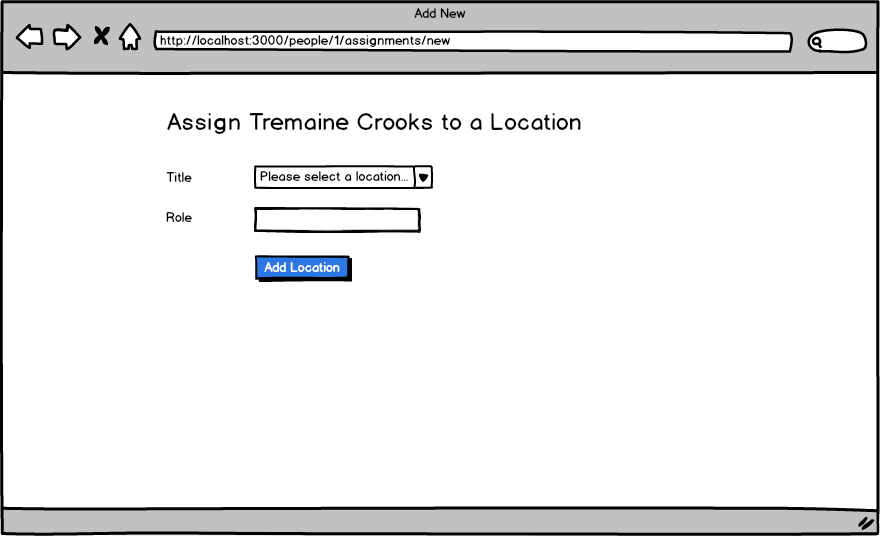 Add New
http://localhost:3000/people/1/assignments/new
Assign Tremaine Crooks to a Location
Title
Please select a location...
Role
Add Location